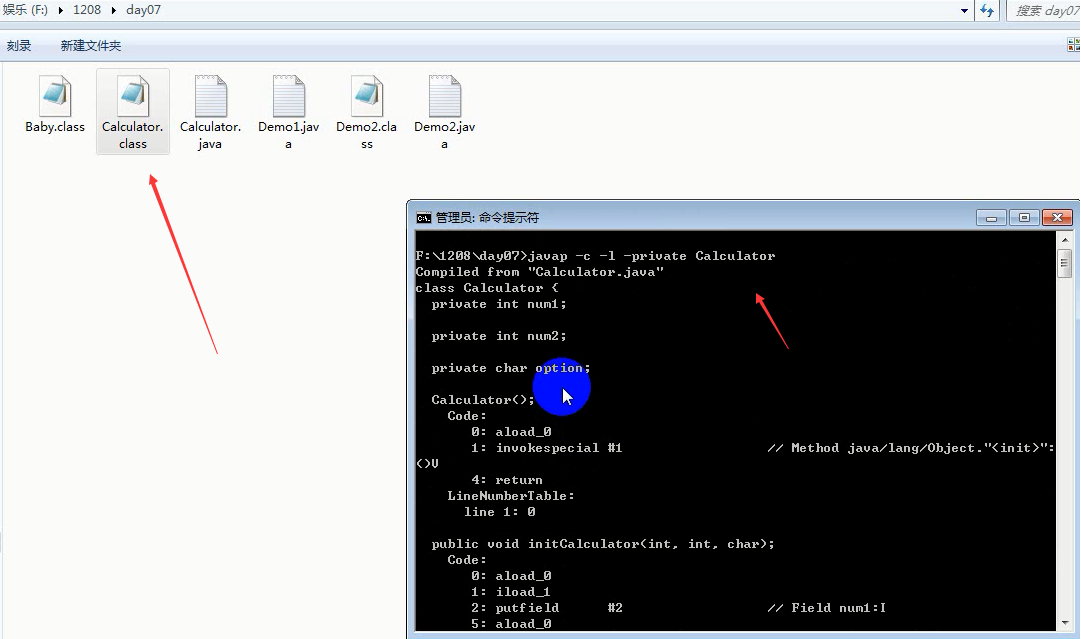 娱乐 (F:) ▸ 1208 ▸ day07
搜索 day07
刻录 新建文件夹
Baby.class
Calculator.
class
Calculator.
java
Demo1.jav
a
Demo2.cla
ss
Demo2.jav
a
管理员: 命令提示符
F:\1208\day07>javap -c -l -private Calculator
Compiled from "Calculator.java"
class Calculator {
private int num1;
private int num2;
private char option;
Calculator();
Code:
0: aload_0
1: invokespecial #1 // Method java/lang/Object."<init>":
()V
4: return
LineNumberTable:
line 1: 0
public void initCalculator(int, int, char);
Code:
0: aload_0
1: iload_1
2: putfield #2 // Field num1:I
5: aload_0